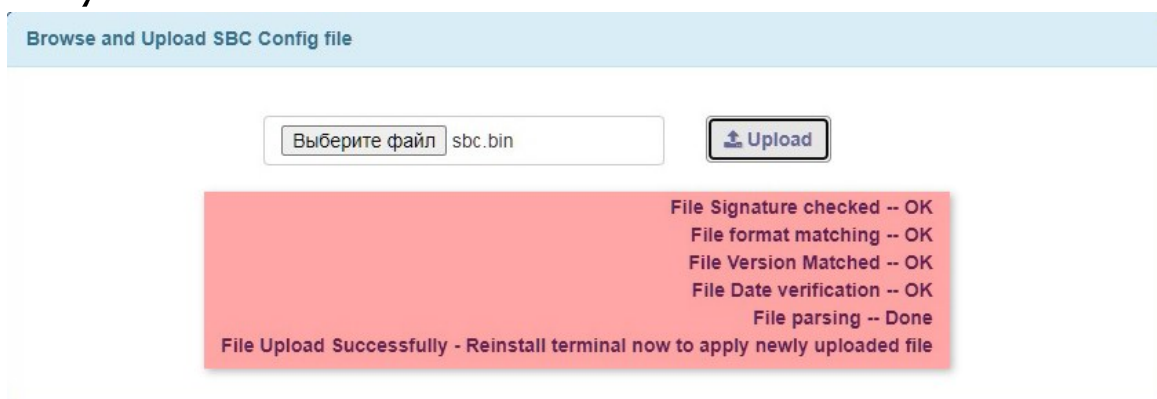 Browse and Upload SBC Config file
Выберите файл sbc.bin
Upload
File Signature checked -- OK
File format matching -- OK
File Version Matched -- OK
File Date verification -- OK
File parsing -- Done
File Upload Successfully - Reinstall terminal now to apply newly uploaded file